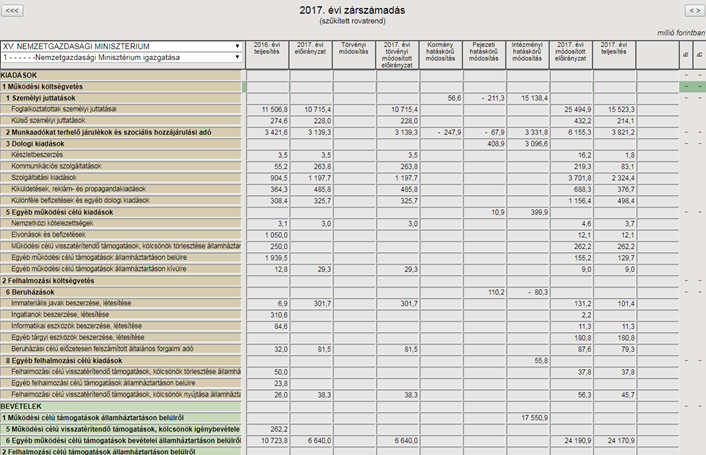 <<<
2017. évi zárszámadás
< >
(szűkített rovatrend)
millió forintban
XV. NEMZETGAZDASÁGI MINISZTÉRIUM
1 - - - - - -Nemzetgazdasági Minisztérium igazgatása
2016. évi teljesítés 2017. évi előirányzat Törvényi módosítás 2017. évi törvényi módosított előirányzat Kormány hatáskörű módosítás Fejezeti hatáskörű módosítás Intézményi hatáskörű módosítás 2017. évi módosított előirányzat 2017. évi teljesítés
KIADÁSOK – –
1 Működési költségvetés – –
1 Személyi juttatások 56,6 - 211,3 15 138,4 – –
Foglalkoztatottak személyi juttatásai 11 506,8 10 715,4 10 715,4 25 494,9 15 523,3
Külső személyi juttatások 274,6 228,0 228,0 432,2 214,1
2 Munkaadókat terhelő járulékok és szociális hozzájárulási adó 3 421,6 3 139,3 3 139,3 - 247,9 - 67,9 3 331,8 6 155,3 3 821,2 – –
3 Dologi kiadások 408,9 3 096,6 – –
Készletbeszerzés 3,5 3,5 3,5 16,2 1,8
Kommunikációs szolgáltatások 55,2 263,8 263,8 219,3 83,1
Szolgáltatási kiadások 904,5 1 197,7 1 197,7 3 701,8 2 324,4
Kiküldetések, reklám- és propagandakiadások 364,3 485,8 485,8 688,3 376,7
Különféle befizetések és egyéb dologi kiadások 308,4 325,7 325,7 1 156,4 498,4
5 Egyéb működési célú kiadások 10,9 399,9 – –
Nemzetközi kötelezettségek 3,1 3,0 3,0 4,6 3,7
Elvonások és befizetések 1 050,0 12,1 12,1
Működési célú visszatérítendő támogatások, kölcsönök törlesztése államháztar 250,0 262,2 262,2
Egyéb működési célú támogatások államháztartáson belülre 1 939,5 155,2 129,7
Egyéb működési célú támogatások államháztartáson kívülre 12,8 29,3 29,3 9,0 9,0
2 Felhalmozási költségvetés – –
6 Beruházások 110,2 - 80,3 – –
Immateriális javak beszerzése, létesítése 6,9 301,7 301,7 131,2 101,4
Ingatlanok beszerzése, létesítése 310,6 2,2
Informatikai eszközök beszerzése, létesítése 84,6 11,3 11,3
Egyéb tárgyi eszközök beszerzése, létesítése 180,8 180,8
Beruházási célú előzetesen felszámított általános forgalmi adó 32,0 81,5 81,5 87,6 79,3
8 Egyéb felhalmozási célú kiadások 55,8 – –
Felhalmozási célú visszatérítendő támogatások, kölcsönök törlesztése államhá 50,0 37,8 37,8
Egyéb felhalmozási célú támogatások államháztartáson belülre 23,8
Felhalmozási célú visszatérítendő támogatások, kölcsönök nyújtása államházta 26,0 38,3 38,3 56,3 45,7
BEVÉTELEK – –
1 Működési célú támogatások államháztartáson belülről 17 550,9
5 Működési célú visszatérítendő támogatások, kölcsönök igénybevétele 262,2
6 Egyéb működési célú támogatások bevételei államháztartáson belülről 10 723,8 6 640,0 6 640,0 24 190,9 24 170,9
2 Felhalmozási célú támogatások államháztartáson belülről